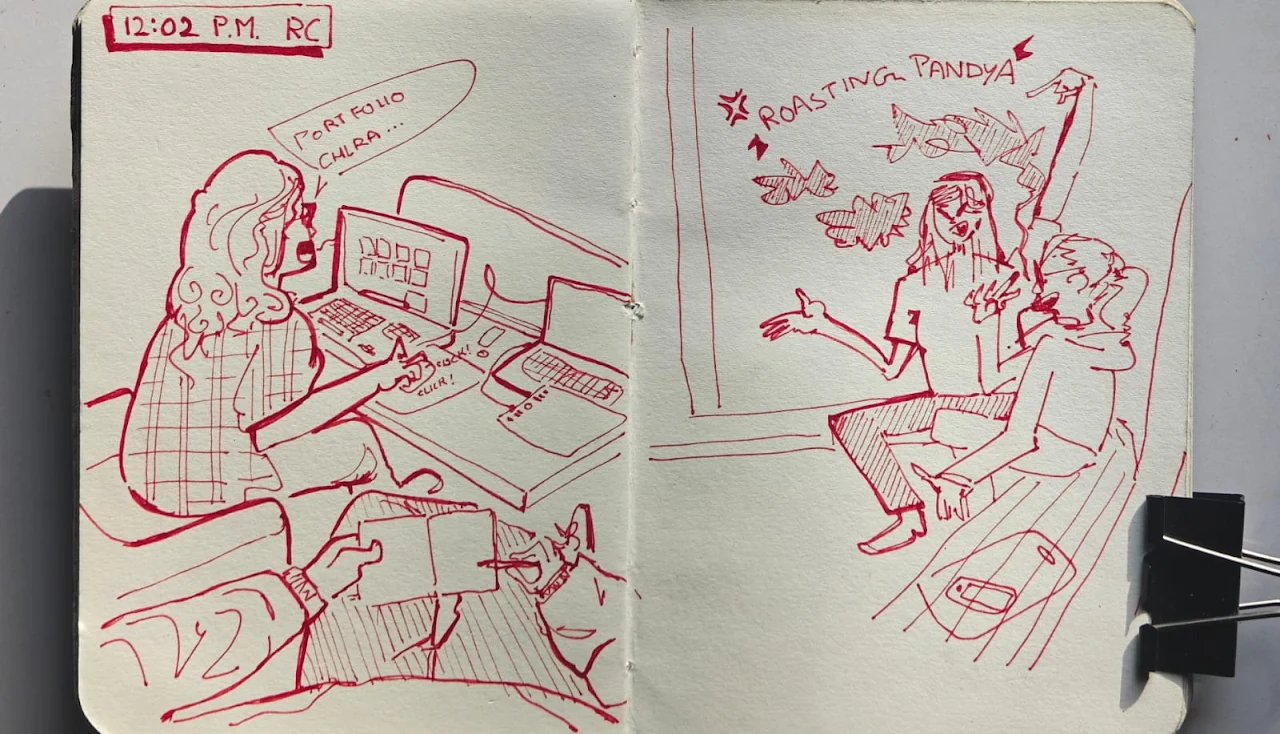 12:02 P.M. RC
PORTFOLIO
CHLRA...
CLICK!
CLICK!
ROASTING PANDYA